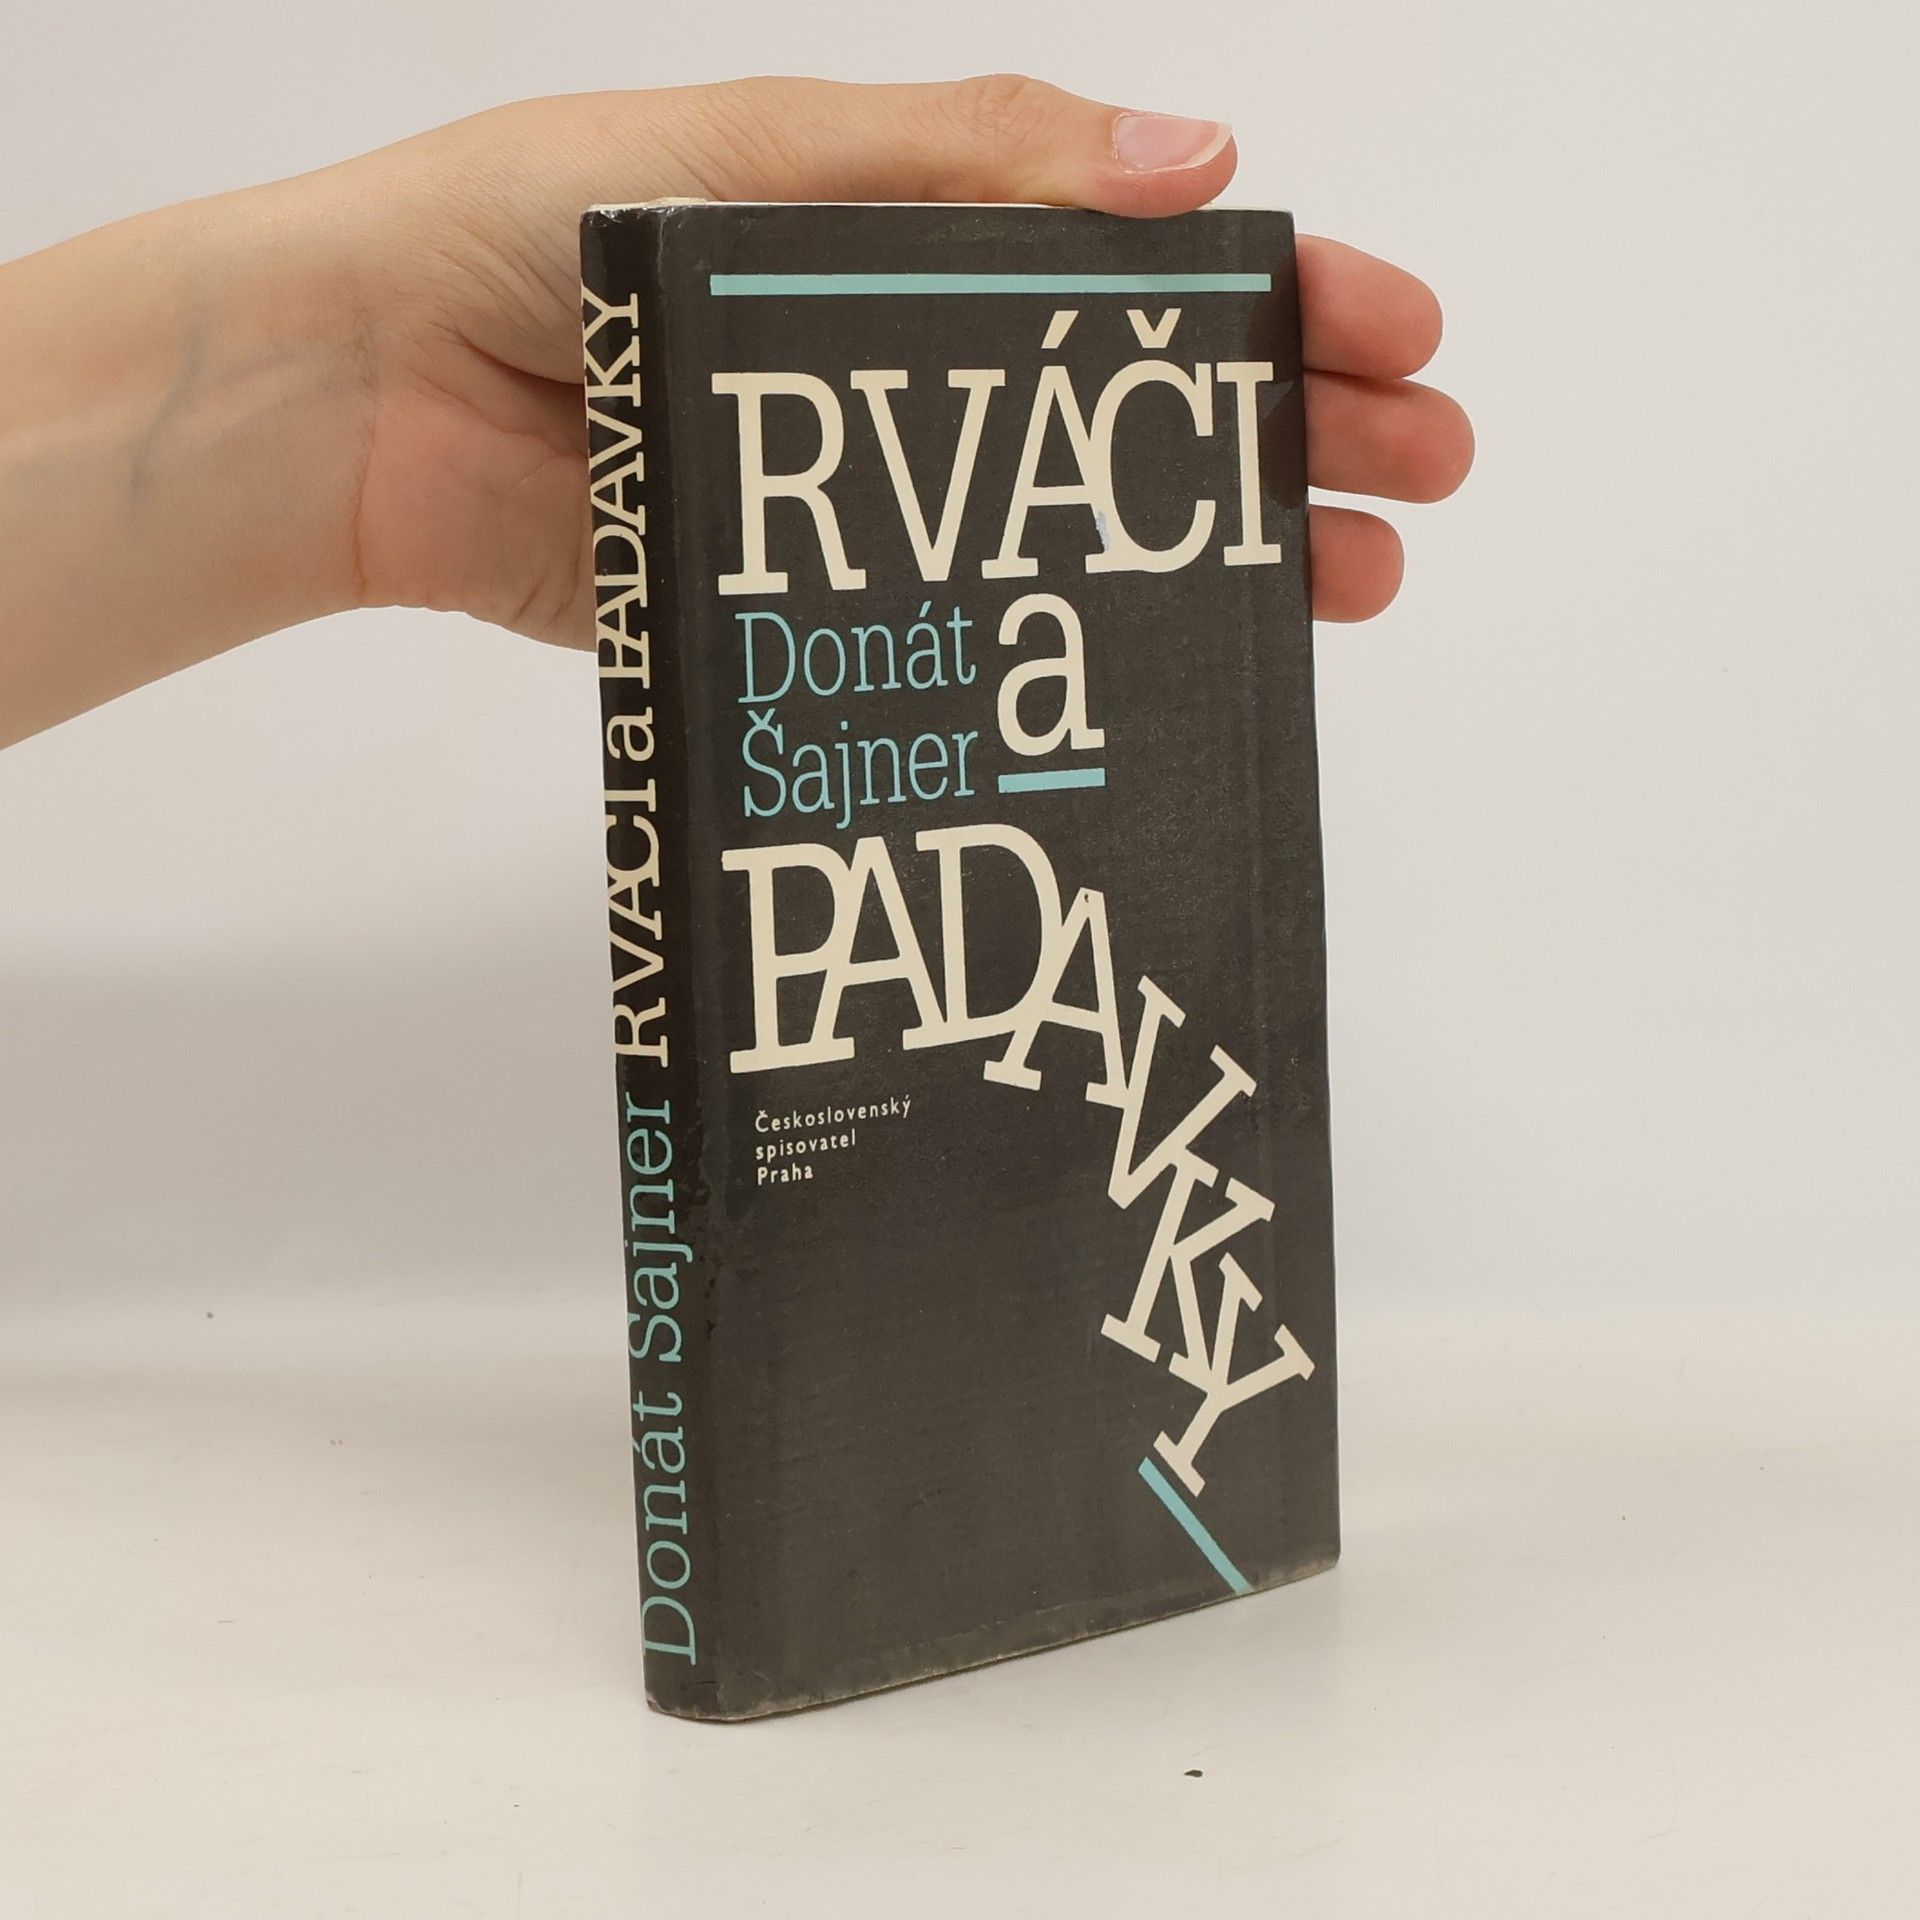 RVÁČI
Donát
a
Šajner
PADAVKY
Československý
spisovatel
Praha
Donát Šajner RVÁČI a PADAVKY